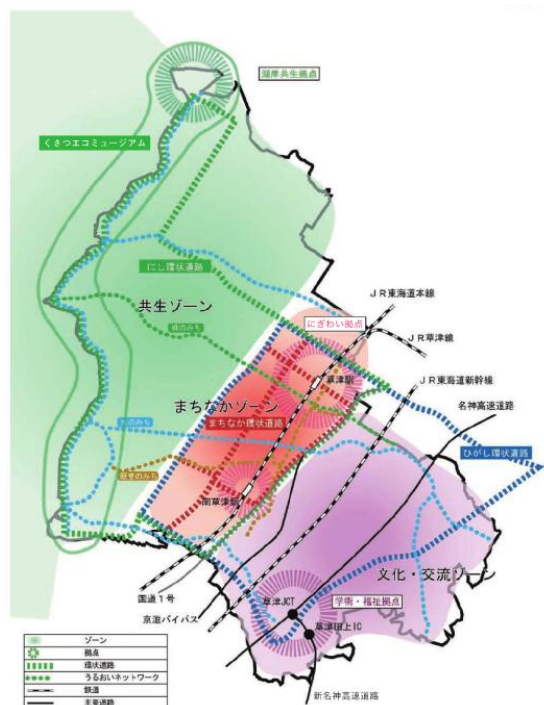 湖岸共生拠点
くさつエコミュージアム
にし環状道路
共生ゾーン
JR東海道本線
にぎわい拠点
JR草津線
草津駅
JR東海道新幹線
まちなかゾーン
名神高速道路
まちなか環状道路
ひがし環状道路
歴史のみち
南草津駅
文化・交流ゾーン
国道1号
草津JCT
学術・福祉拠点
京滋バイパス
草津田上IC
新名神高速道路
ゾーン
拠点
環状道路
うるおいネットワーク
鉄道
主要道路